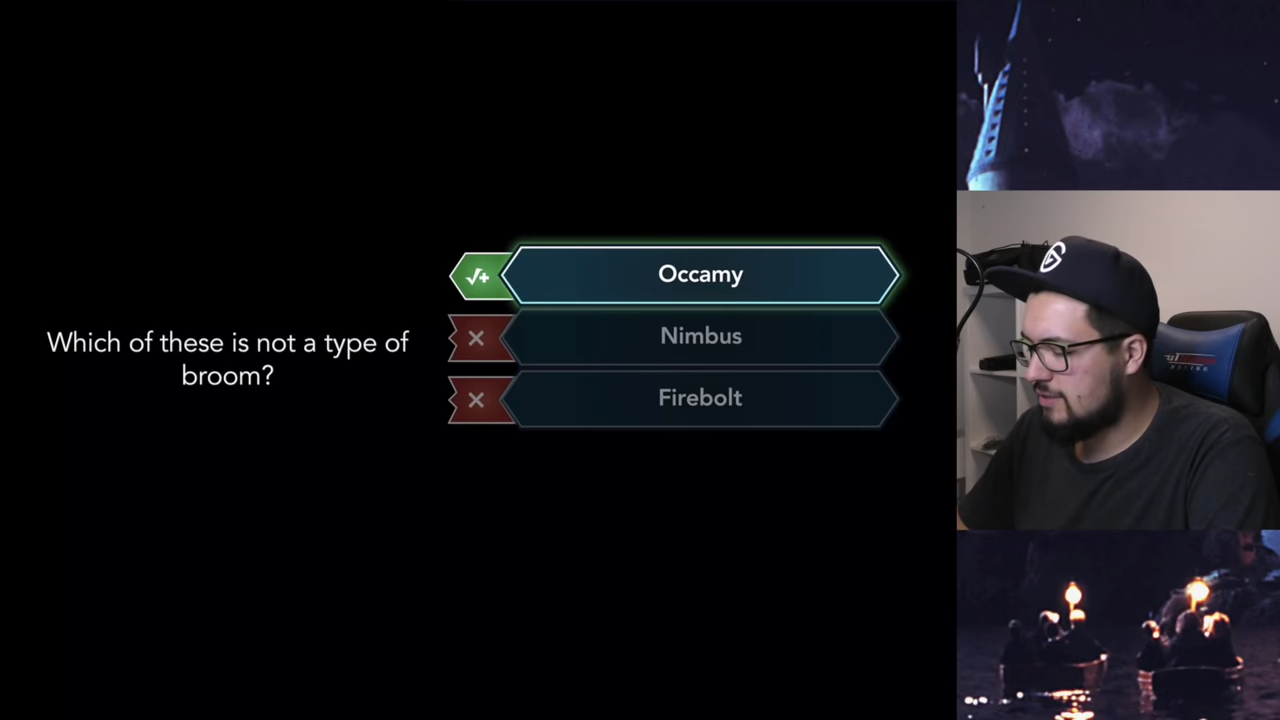 Which of these is not a type of
broom?
Occamy
Nimbus
Firebolt